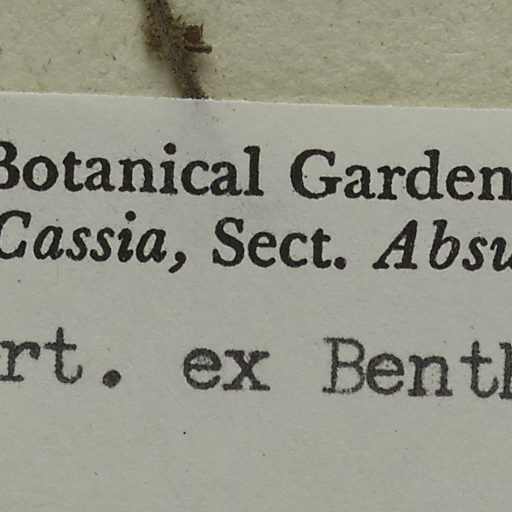 Botanical Garden
Cassia, Sect. Absu
rt. ex Benth